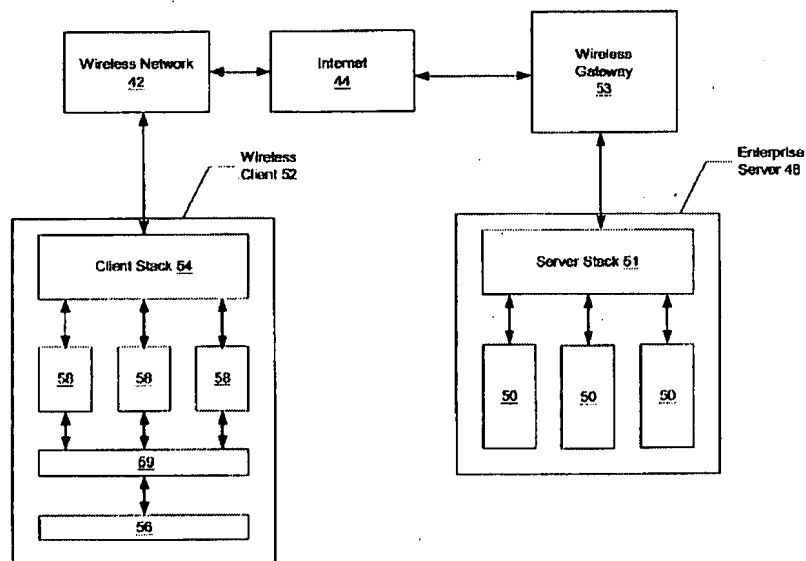 Wireless Network
42
Internet
44
Wireless
Gateway
53
Wireless
Client 52
Enterprise
Server 48
Client Stack 54
Server Stack 51
58
58
58
50
50
50
59
56